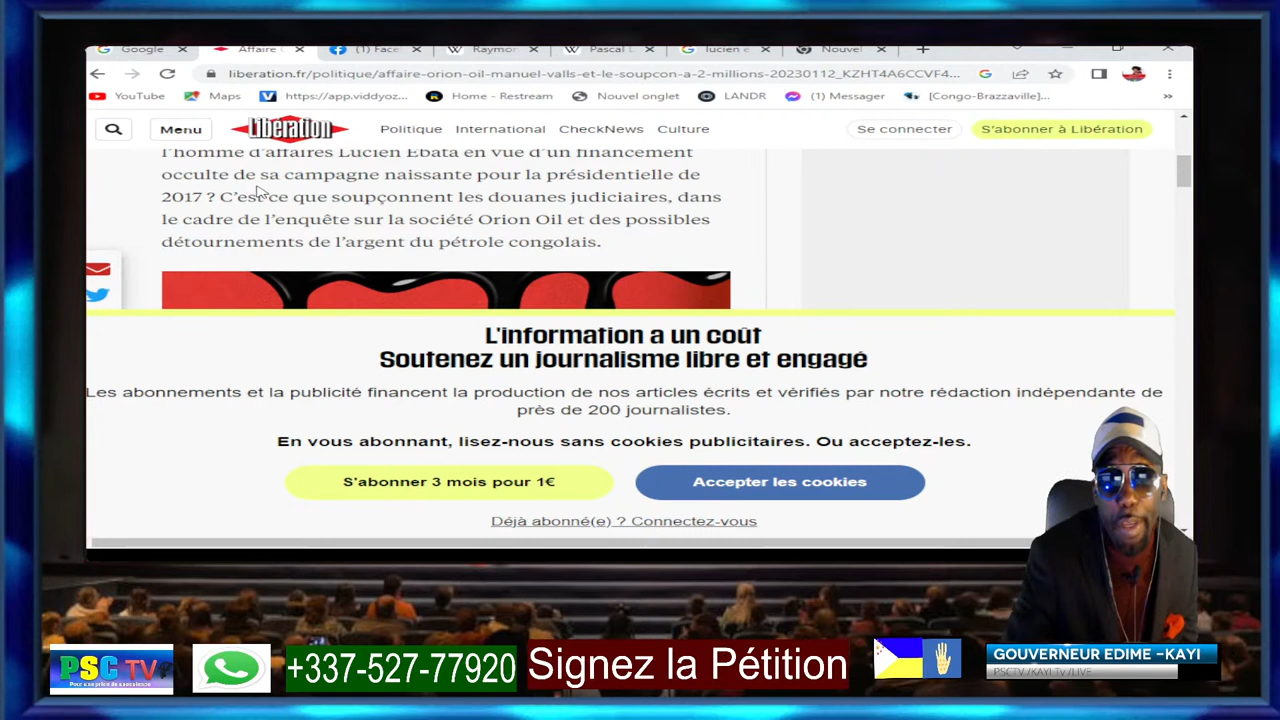 Google
Affaire
(1) Face
Raymor
Pascal
lucien e
Nouvel
liberation.fr/politique/affaire-orion-oil-manuel-valls-et-le-soupcon-a-2-millions-20230112_KZHT4A6CCVF4...
YouTube
Maps
https://app.viddyoz...
Home - Restream
Nouvel onglet
LANDR
(1) Messager
[Congo-Brazzaville]...
»
Menu
Libération
Politique
International
CheckNews
Culture
Se connecter
S'abonner à Libération
l'homme d'affaires Lucien Ebata en vue d'un financement
occulte de sa campagne naissante pour la présidentielle de
2017 ? C'est ce que soupçonnent les douanes judiciaires, dans
le cadre de l'enquête sur la société Orion Oil et des possibles
détournements de l'argent du pétrole congolais.
L'information a un coût
Soutenez un journalisme libre et engagé
Les abonnements et la publicité financent la production de nos articles écrits et vérifiés par notre rédaction indépendante de
près de 200 journalistes.
En vous abonnant, lisez-nous sans cookies publicitaires. Ou acceptez-les.
S'abonner 3 mois pour 1€
Accepter les cookies
Déjà abonné(e) ? Connectez-vous
PSC TV
+337-527-77920
Signez la Pétition
GOUVERNEUR EDIME -KAYI
PSCTV /KAYI Tv /LIVE